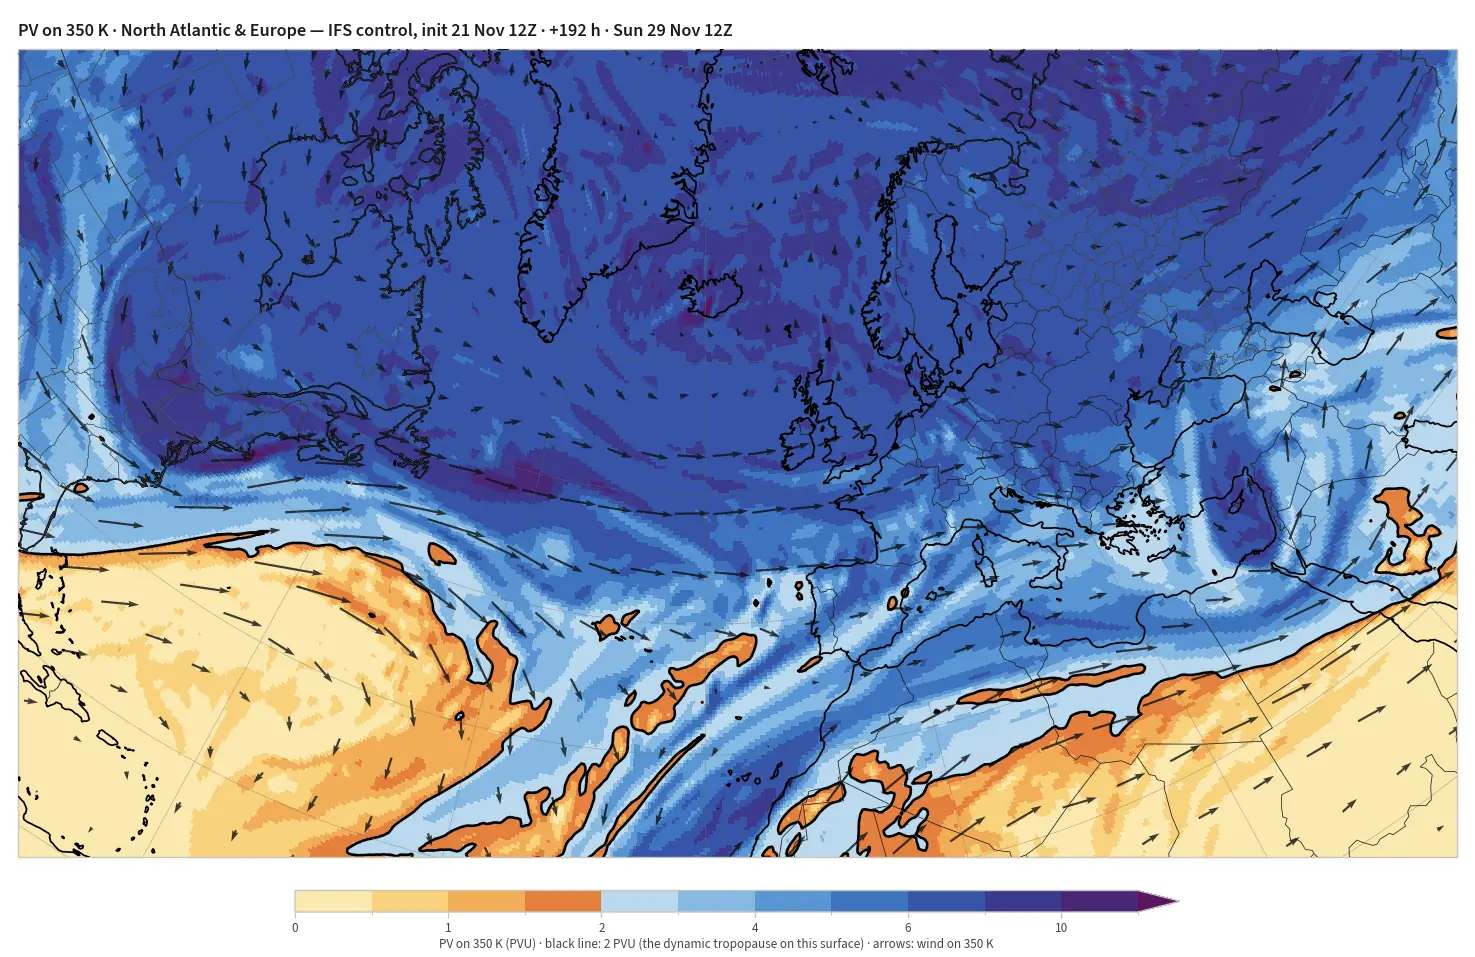 PV on 350 K · North Atlantic & Europe — IFS control, init 21 Nov 12Z · +192 h · Sun 29 Nov 12Z
0 1 2 4 6 10
PV on 350 K (PVU) · black line: 2 PVU (the dynamic tropopause on this surface) · arrows: wind on 350 K